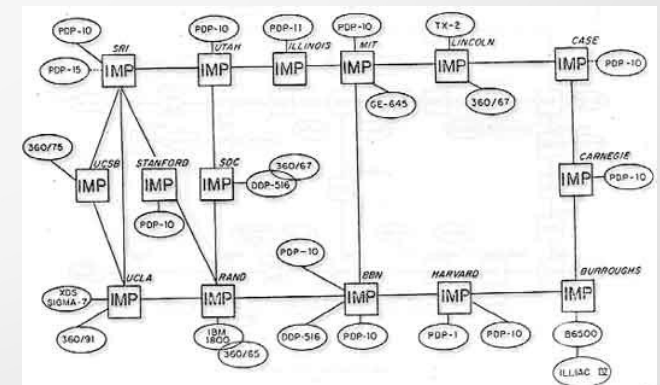 PDP-10
PDP-10
PDP-11
PDP-10
TX-2
SRI
UTAH
ILLINOIS
MIT
LINCOLN
CASE
PDP-15
IMP
IMP
IMP
IMP
IMP
IMP
PDP-10
GE-645
360/67
360/75
UCSB
STANFORD
SDC
360/67
CARNEGIE
IMP
IMP
IMP
DDP-516
IMP
PDP-10
PDP-10
PDP-10
UCLA
RAND
BBN
HARVARD
BURROUGHS
XDS
SIGMA-7
IMP
IMP
IMP
IMP
IMP
360/91
IBM
1800
360/65
DDP-516
PDP-10
PDP-1
PDP-10
B6500
ILLIAC IV